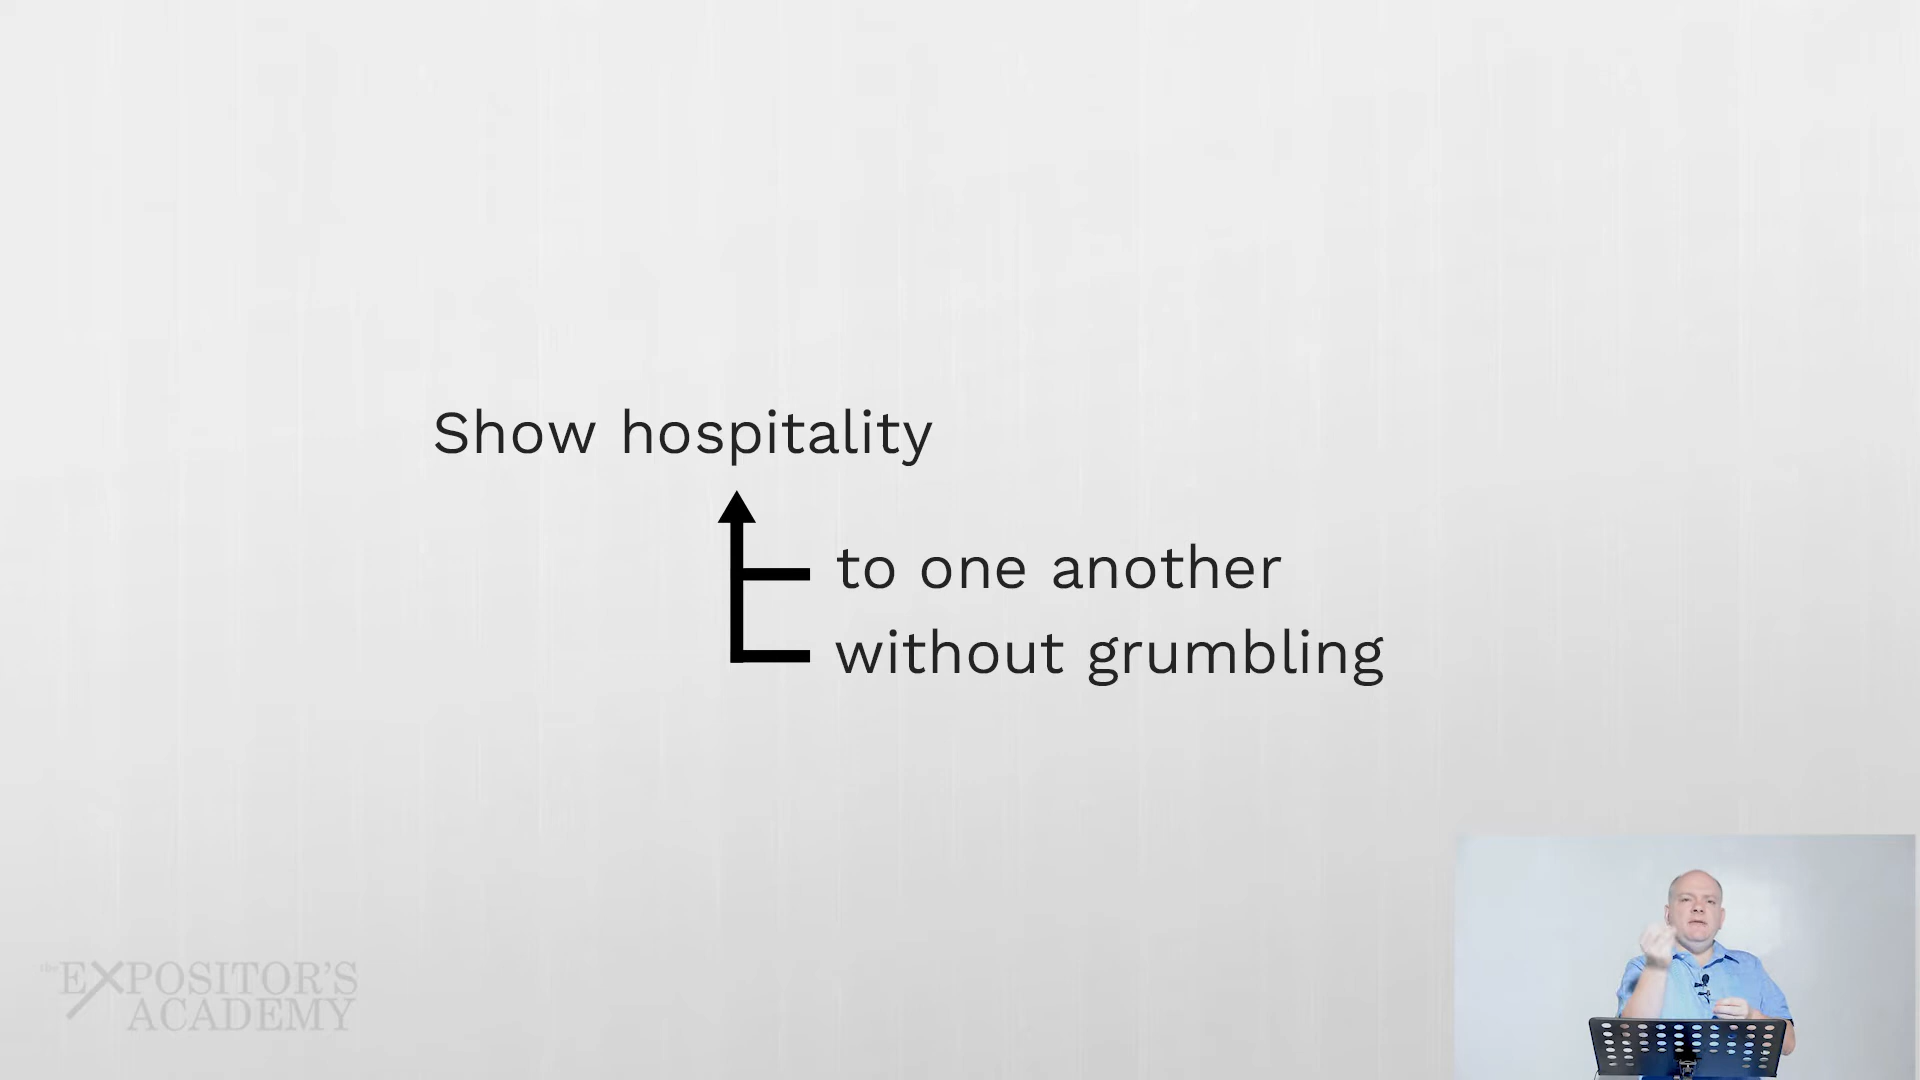 Show hospitality
to one another
without grumbling
the EXPOSITOR'S
ACADEMY